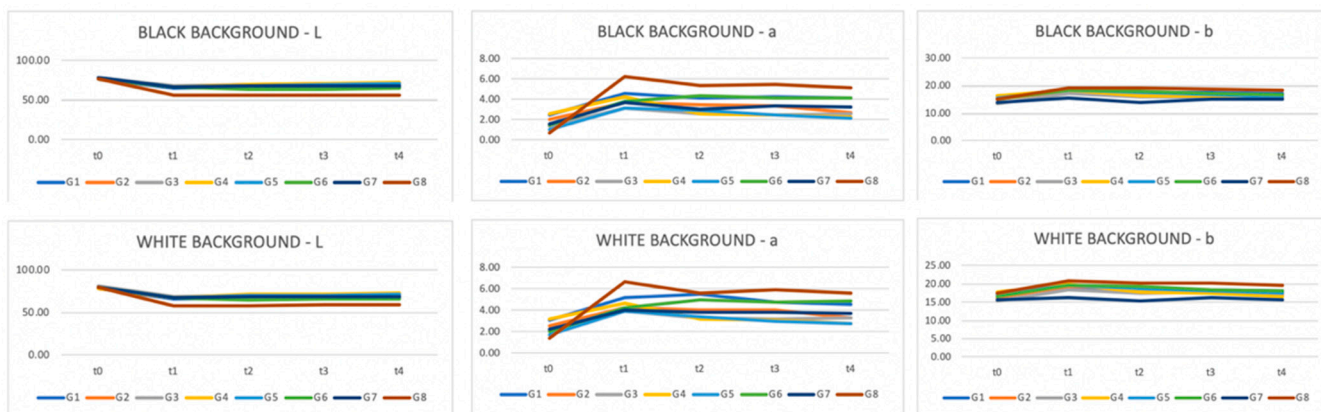 BLACK BACKGROUND - L
100.00
50.00
0.00
t0 t1 t2 t3 t4
G1 G2 G3 G4 G5 G6 G7 G8
BLACK BACKGROUND - a
8.00
6.00
4.00
2.00
0.00
t0 t1 t2 t3 t4
G1 G2 G3 G4 G5 G6 G7 G8
BLACK BACKGROUND - b
30.00
20.00
10.00
0.00
t0 t1 t2 t3 t4
G1 G2 G3 G4 G5 G6 G7 G8
WHITE BACKGROUND - L
100.00
50.00
0.00
t0 t1 t2 t3 t4
G1 G2 G3 G4 G5 G6 G7 G8
WHITE BACKGROUND - a
8.00
6.00
4.00
2.00
0.00
t0 t1 t2 t3 t4
G1 G2 G3 G4 G5 G6 G7 G8
WHITE BACKGROUND - b
25.00
20.00
15.00
10.00
5.00
0.00
t0 t1 t2 t3 t4
G1 G2 G3 G4 G5 G6 G7 G8